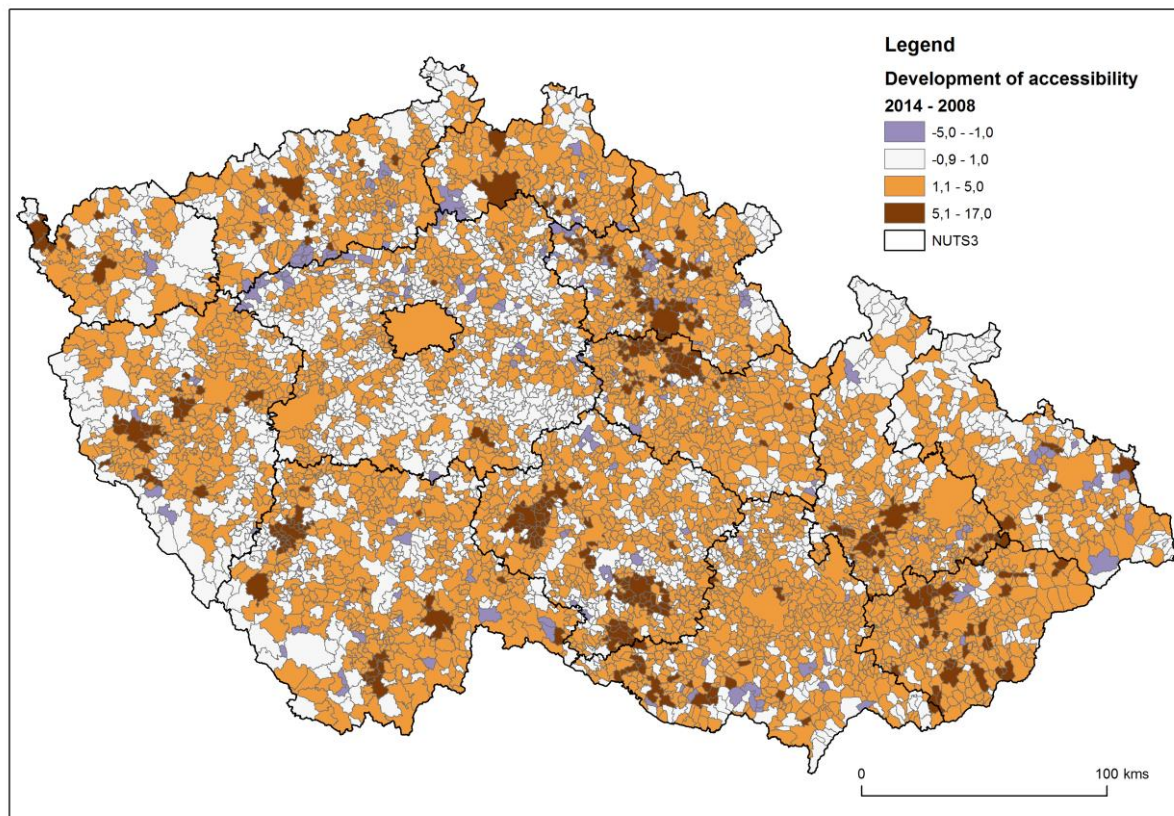 Legend
Development of accessibility
2014 - 2008
-5,0 - -1,0
-0,9 - 1,0
1,1 - 5,0
5,1 - 17,0
NUTS3
0 100 kms